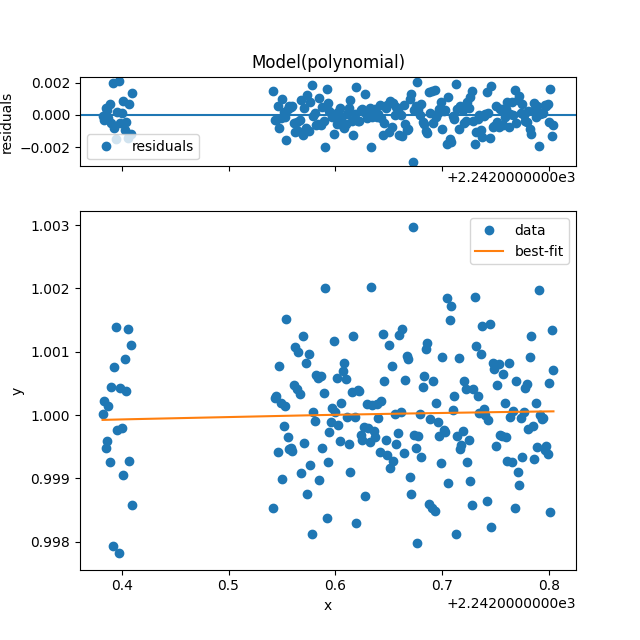 Model(polynomial)
residuals
0.002
0.000
−0.002
residuals
+2.2420000000e3
y
1.003
1.002
1.001
1.000
0.999
0.998
data
best-fit
0.4
0.5
0.6
0.7
0.8
x
+2.2420000000e3